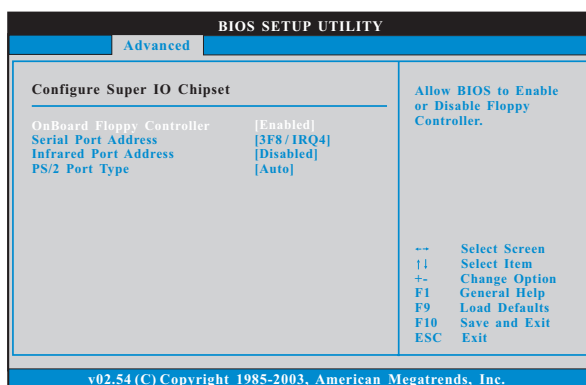 BIOS SETUP UTILITY
Advanced
Configure Super IO Chipset
OnBoard Floppy Controller [Enabled]
Serial Port Address [3F8 / IRQ4]
Infrared Port Address [Disabled]
PS/2 Port Type [Auto]
Allow BIOS to Enable
or Disable Floppy
Controller.
←→ Select Screen
↑↓ Select Item
+- Change Option
F1 General Help
F9 Load Defaults
F10 Save and Exit
ESC Exit
v02.54 (C) Copyright 1985-2003, American Megatrends, Inc.